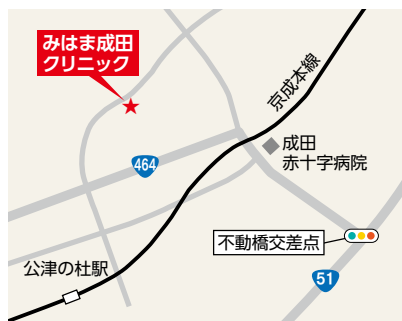 みはま成田
クリニック
京成本線
成田
赤十字病院
464
不動橋交差点
公津の杜駅
51